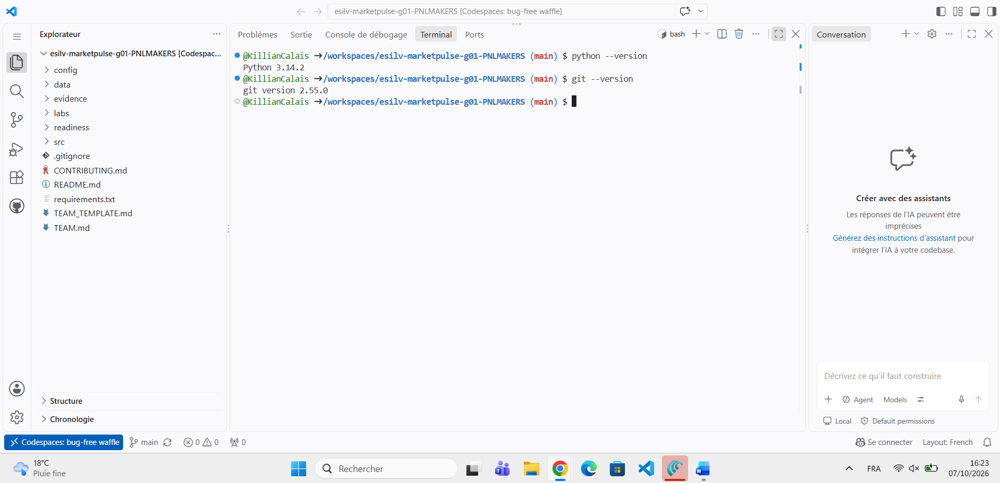 esilv-marketpulse-g01-PNLMAKERS [Codespaces: bug-free waffle]
Explorateur
esilv-marketpulse-g01-PNLMAKERS [Codespac...
config
data
evidence
labs
readiness
src
.gitignore
CONTRIBUTING.md
README.md
requirements.txt
TEAM_TEMPLATE.md
TEAM.md
Structure
Chronologie
Problèmes Sortie Console de débogage Terminal Ports
bash
@KillianCalais ➜/workspaces/esilv-marketpulse-g01-PNLMAKERS (main) $ python --version
Python 3.14.2
@KillianCalais ➜/workspaces/esilv-marketpulse-g01-PNLMAKERS (main) $ git --version
git version 2.55.0
@KillianCalais ➜/workspaces/esilv-marketpulse-g01-PNLMAKERS (main) $
Conversation
Créer avec des assistants
Les réponses de l’IA peuvent être
imprécises
Générez des instructions d’assistant pour
intégrer l’IA à votre codebase.
Décrivez ce qu'il faut construire
Agent Models
Local Default permissions
Codespaces: bug-free waffle main 0 0 0
Se connecter Layout: French
18°C
Pluie fine
Rechercher
FRA
16:23
07/10/2026